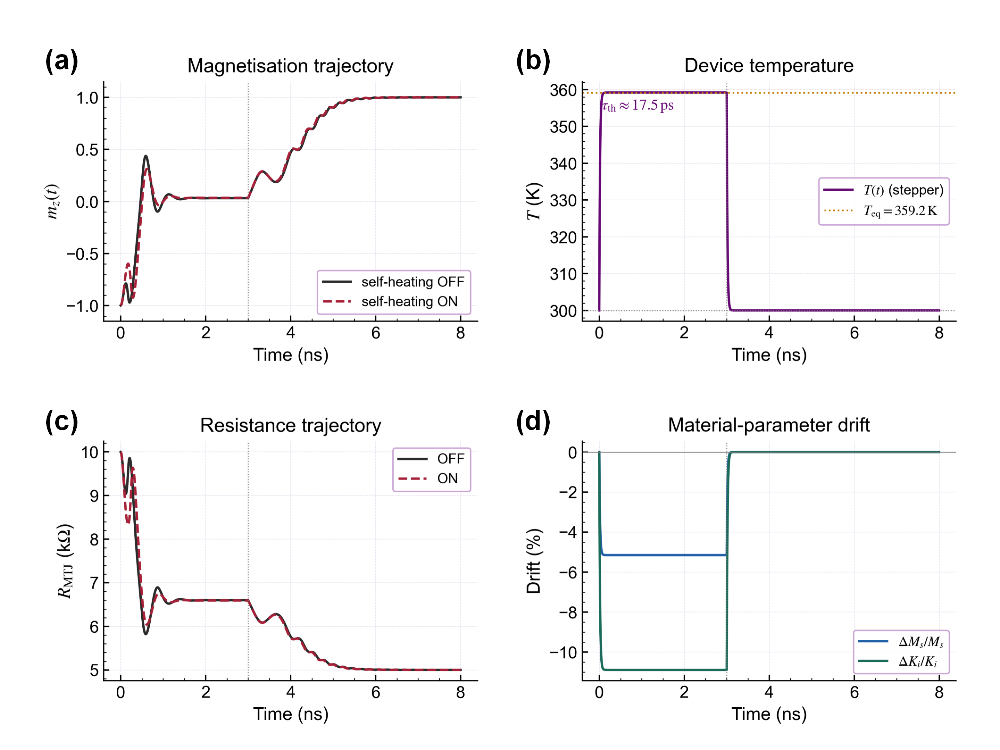 (a)
Magnetisation trajectory
1.0
0.5
0.0
−0.5
−1.0
m_z(t)
self-heating OFF
self-heating ON
0 2 4 6 8
Time (ns)
(b)
Device temperature
360
350
340
330
320
310
300
T (K)
τ_th ≈ 17.5 ps
T(t) (stepper)
T_eq = 359.2 K
0 2 4 6 8
Time (ns)
(c)
Resistance trajectory
10
9
8
7
6
5
R_MTJ (kΩ)
OFF
ON
0 2 4 6 8
Time (ns)
(d)
Material-parameter drift
0
−2
−4
−6
−8
−10
Drift (%)
ΔM_s/M_s
ΔK_i/K_i
0 2 4 6 8
Time (ns)